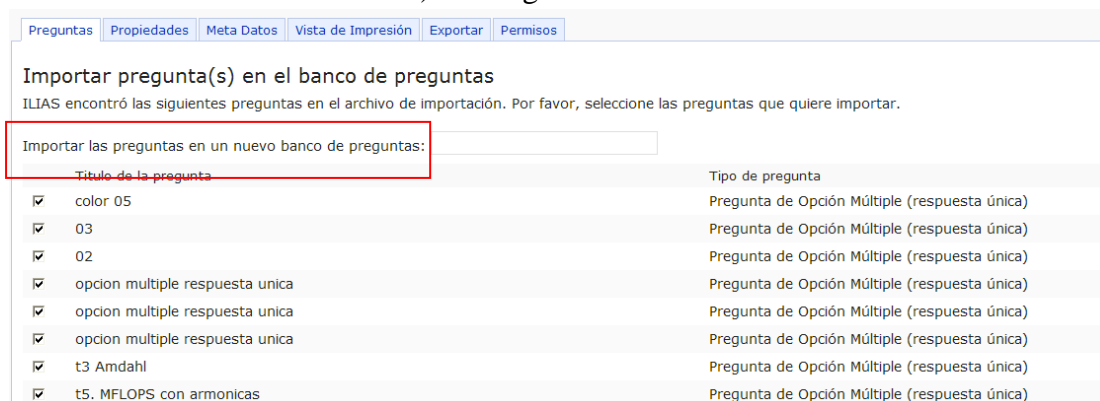 Preguntas Propiedades Meta Datos Vista de Impresión Exportar Permisos
Importar pregunta(s) en el banco de preguntas
ILIAS encontró las siguientes preguntas en el archivo de importación. Por favor, seleccione las preguntas que quiere importar.
Importar las preguntas en un nuevo banco de preguntas:
Titulo de la pregunta Tipo de pregunta
color 05 Pregunta de Opción Múltiple (respuesta única)
03 Pregunta de Opción Múltiple (respuesta única)
02 Pregunta de Opción Múltiple (respuesta única)
opcion multiple respuesta unica Pregunta de Opción Múltiple (respuesta única)
opcion multiple respuesta unica Pregunta de Opción Múltiple (respuesta única)
opcion multiple respuesta unica Pregunta de Opción Múltiple (respuesta única)
t3 Amdahl Pregunta de Opción Múltiple (respuesta única)
t5. MFLOPS con armonicas Pregunta de Opción Múltiple (respuesta única)